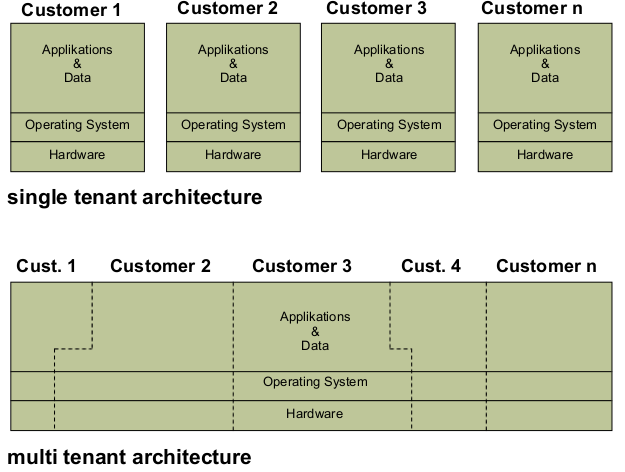 Customer 1 Customer 2 Customer 3 Customer n
Applikations Applikations Applikations Applikations
& & & &
Data Data Data Data
Operating System Operating System Operating System Operating System
Hardware Hardware Hardware Hardware
single tenant architecture
Cust. 1 Customer 2 Customer 3 Cust. 4 Customer n
Applikations
&
Data
Operating System
Hardware
multi tenant architecture